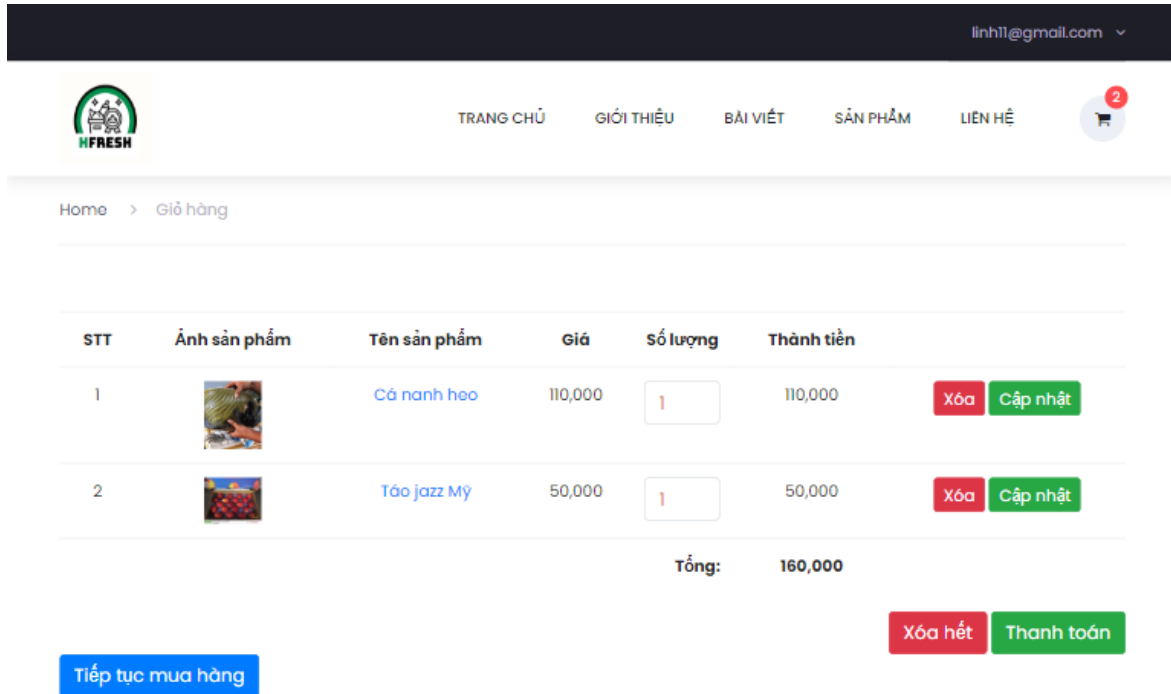 linh11@gmail.com
HFRESH
TRANG CHỦ GIỚI THIỆU BÀI VIẾT SẢN PHẨM LIÊN HỆ
2
Home > Giỏ hàng
STT Ảnh sản phẩm Tên sản phẩm Giá Số lượng Thành tiền
1 Cá nanh heo 110,000 1 110,000 Xóa Cập nhật
2 Táo jazz Mỹ 50,000 1 50,000 Xóa Cập nhật
Tổng: 160,000
Xóa hết Thanh toán
Tiếp tục mua hàng